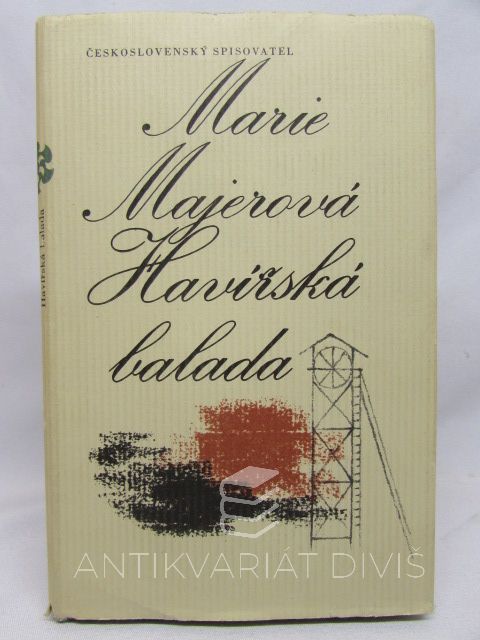 ČESKOSLOVENSKÝ SPISOVATEL
Marie
Majerová
Havířská
balada
Havířská balada
ANTIKVARIÁT DIVIŠ